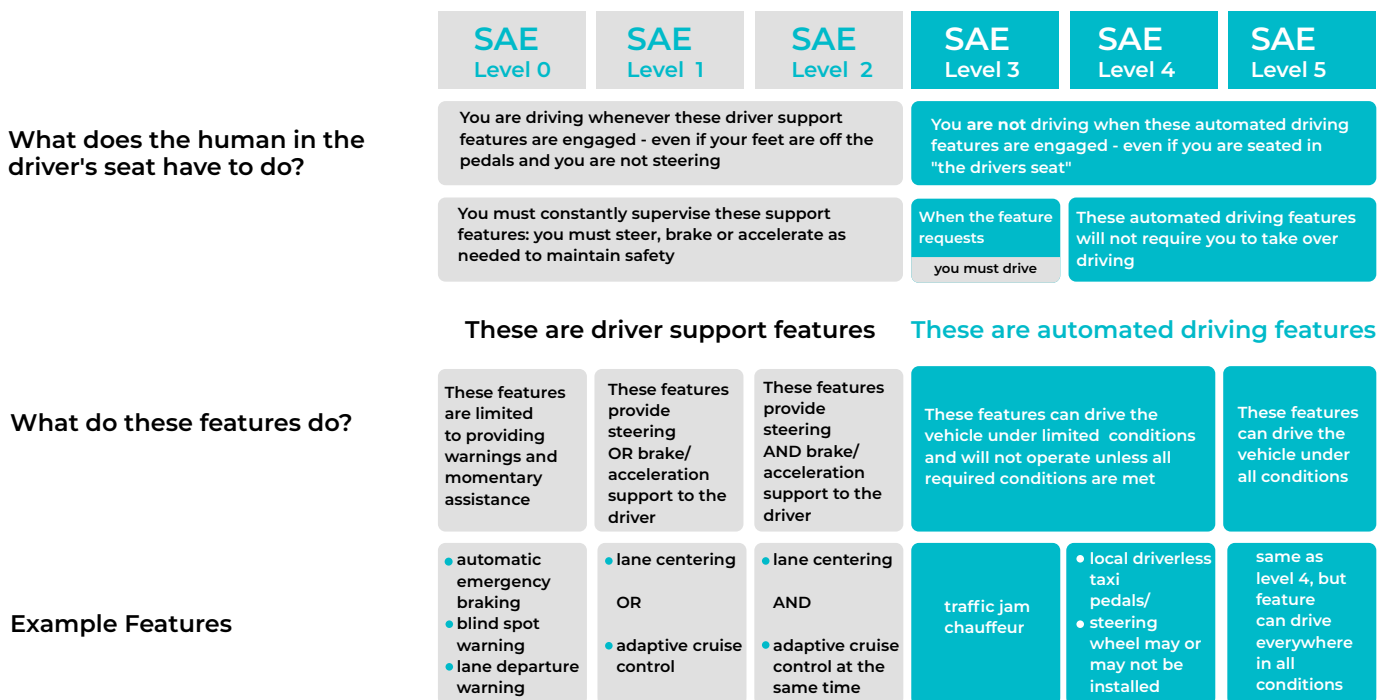 SAE
Level 0
SAE
Level 1
SAE
Level 2
SAE
Level 3
SAE
Level 4
SAE
Level 5
What does the human in the
driver's seat have to do?
You are driving whenever these driver support
features are engaged - even if your feet are off the
pedals and you are not steering
You are not driving when these automated driving
features are engaged - even if you are seated in
"the drivers seat"
You must constantly supervise these support
features: you must steer, brake or accelerate as
needed to maintain safety
When the feature
requests
you must drive
These automated driving features
will not require you to take over
driving
These are driver support features
These are automated driving features
What do these features do?
These features
are limited
to providing
warnings and
momentary
assistance
These features
provide
steering
OR brake/
acceleration
support to the
driver
These features
provide
steering
AND brake/
acceleration
support to the
driver
These features can drive the
vehicle under limited conditions
and will not operate unless all
required conditions are met
These features
can drive the
vehicle under
all conditions
Example Features
• automatic
emergency
braking
• blind spot
warning
• lane departure
warning
• lane centering
OR
• adaptive cruise
control
• lane centering
AND
• adaptive cruise
control at the
same time
traffic jam
chauffeur
• local driverless
taxi
pedals/
• steering
wheel may or
may not be
installed
same as
level 4, but
feature
can drive
everywhere
in all
conditions